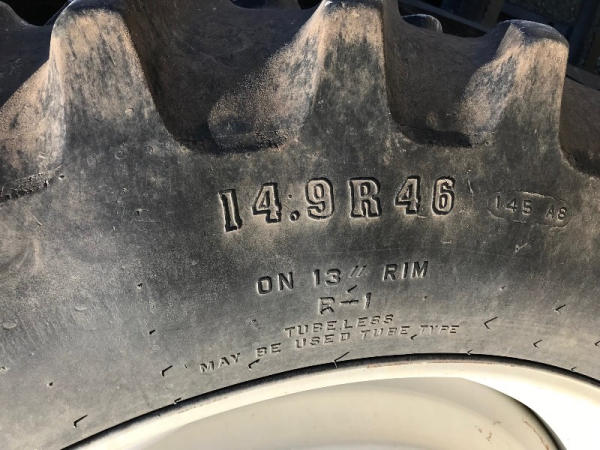 14.9R46 145 A8
ON 13" RIM
R-1
TUBELESS
MAY BE USED TUBE TYPE